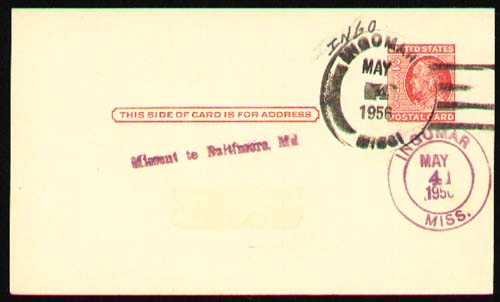 INGO
INGOMAR
MAY
4
1956
MISS.
UNITED STATES
POSTAL CARD
THIS SIDE OF CARD IS FOR ADDRESS
Missent to Baltimore, Md
INGOMAR
MAY
41
1956
MISS.